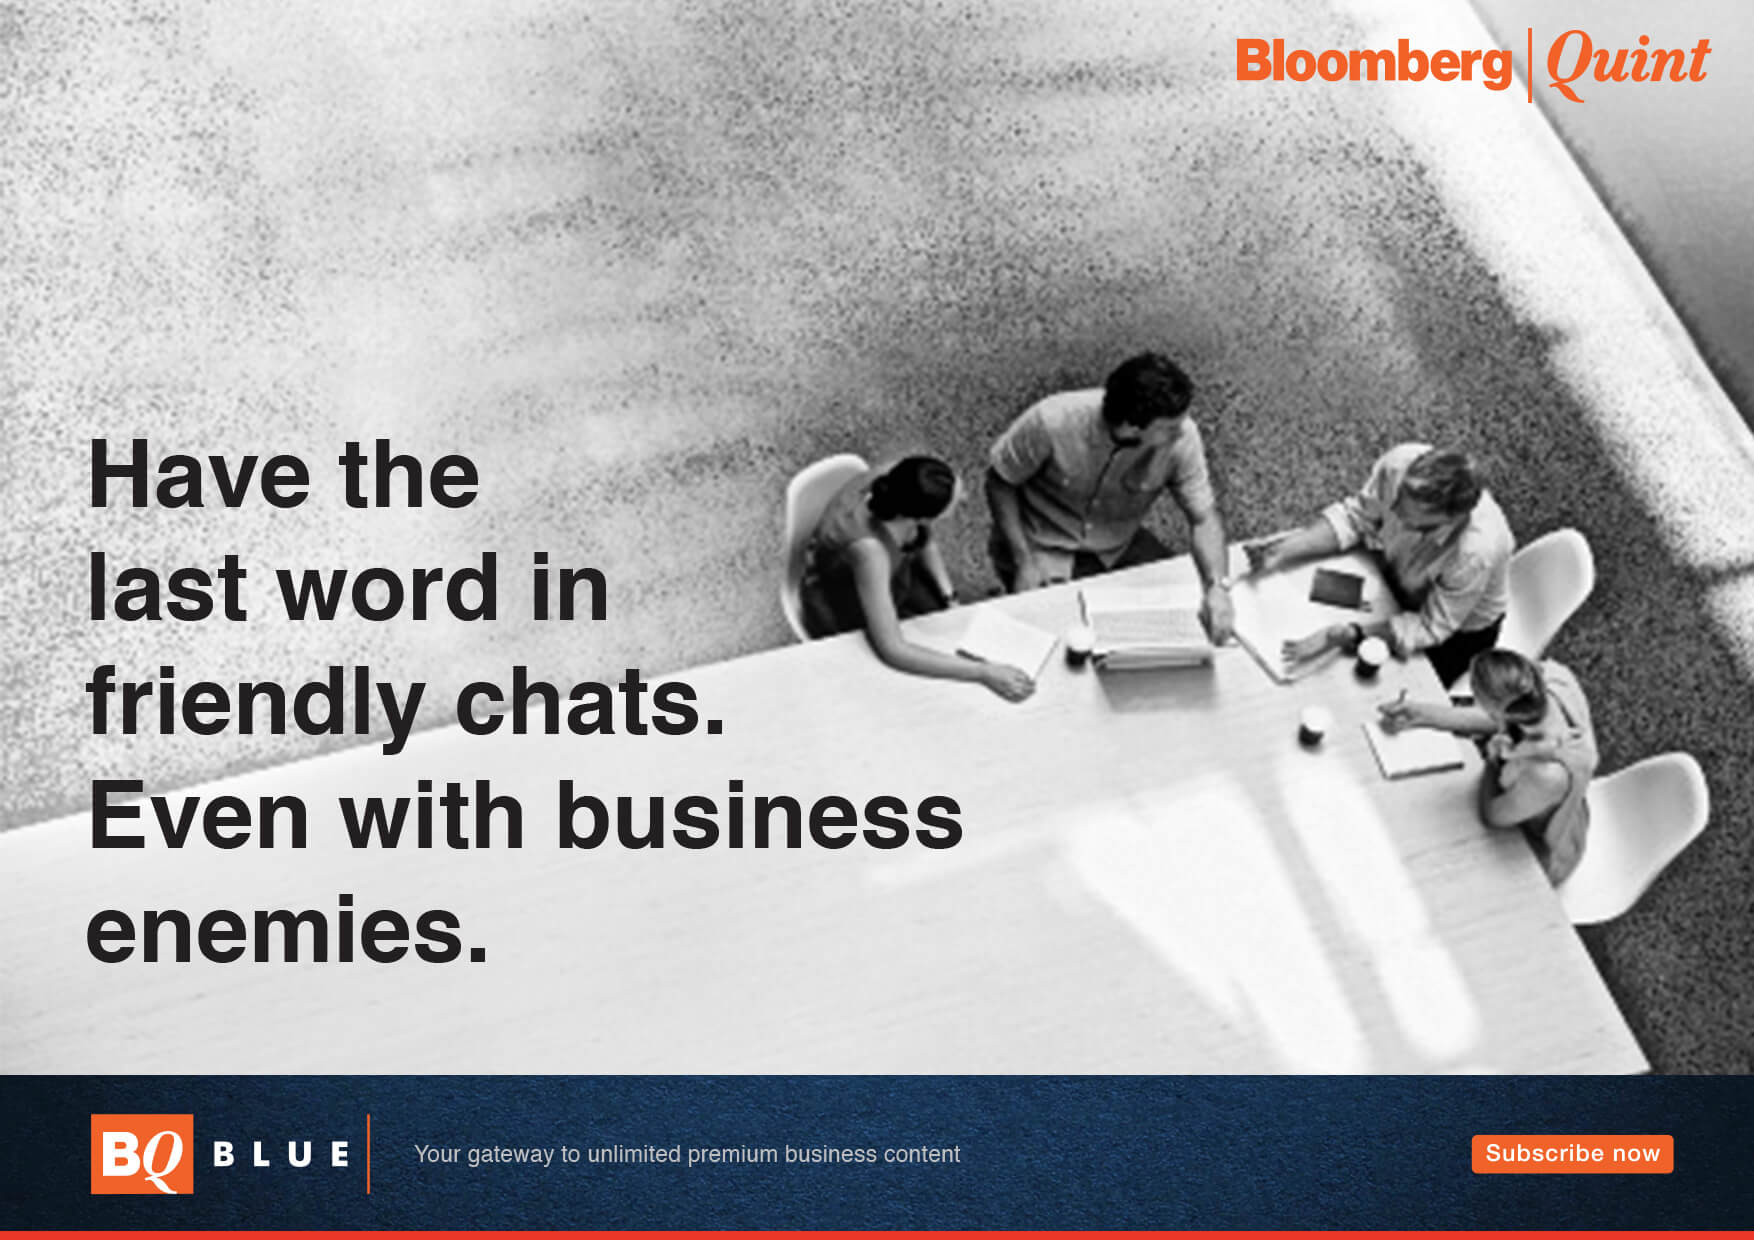 Bloomberg | Quint
Have the
last word in
friendly chats.
Even with business
enemies.
BQ BLUE | Your gateway to unlimited premium business content
Subscribe now